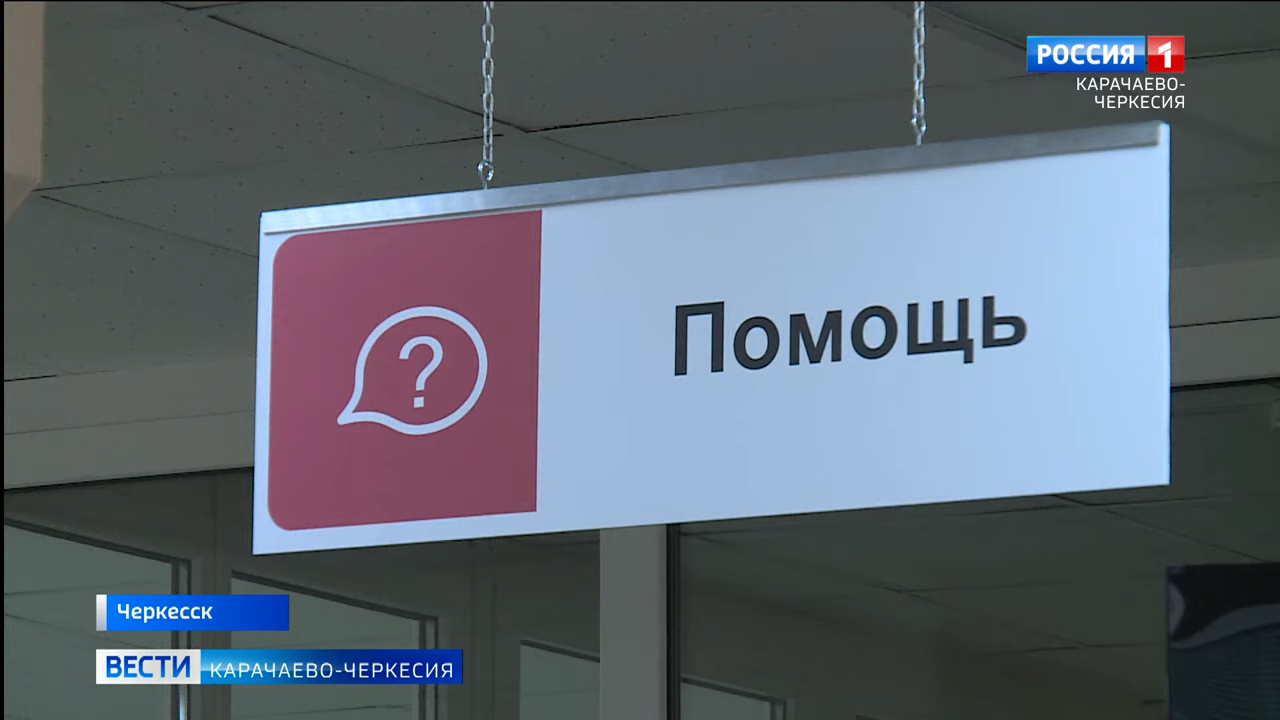 РОССИЯ 1
КАРАЧАЕВО-
ЧЕРКЕСИЯ
?
Помощь
Черкесск
ВЕСТИ КАРАЧАЕВО-ЧЕРКЕСИЯ